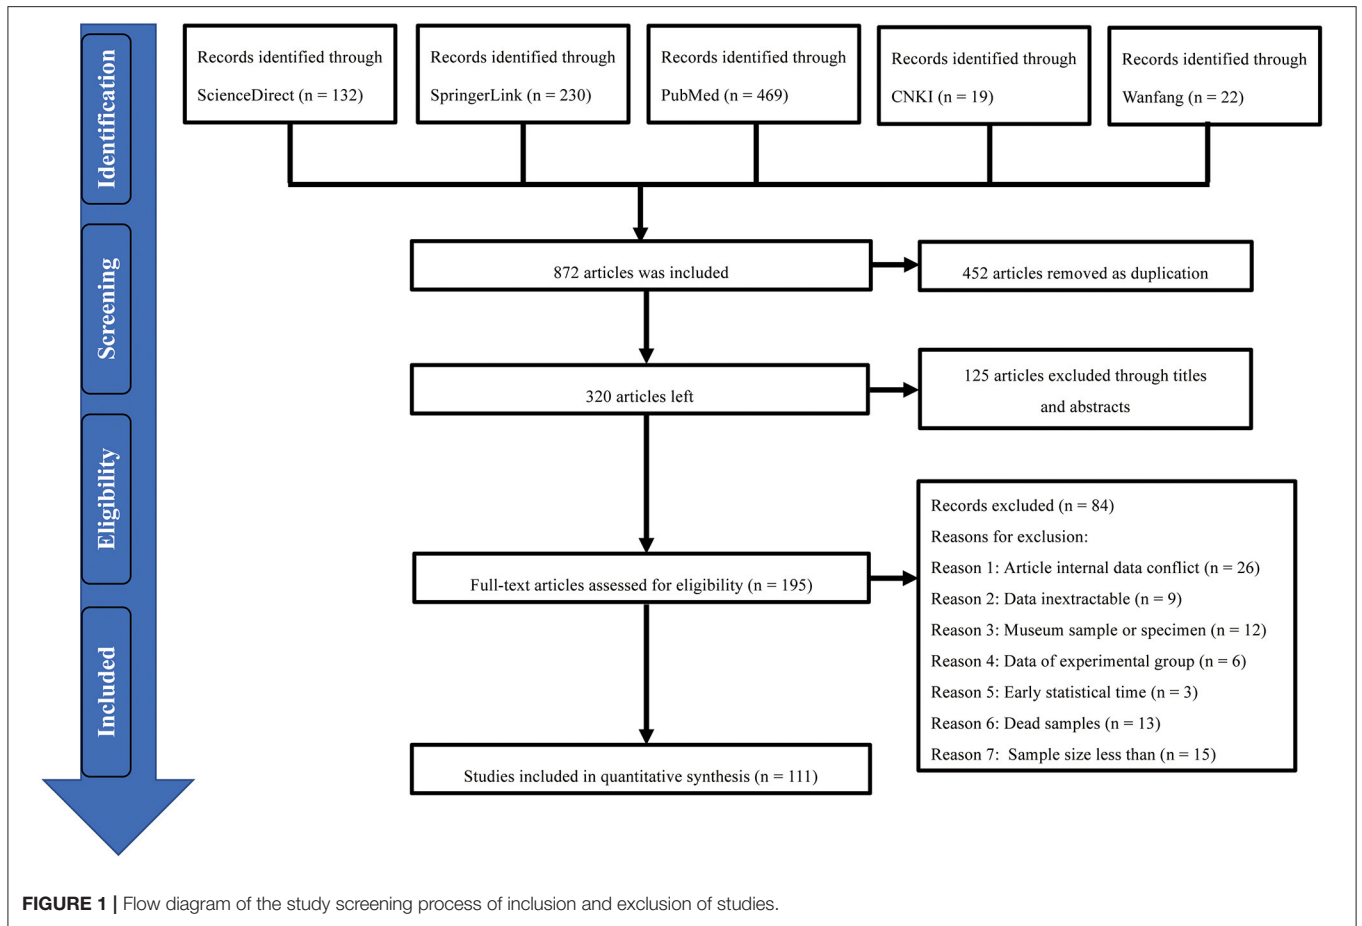 Identification
Records identified through
ScienceDirect (n = 132)
Records identified through
SpringerLink (n = 230)
Records identified through
PubMed (n = 469)
Records identified through
CNKI (n = 19)
Records identified through
Wanfang (n = 22)
Screening
872 articles was included
452 articles removed as duplication
320 articles left
125 articles excluded through titles
and abstracts
Eligibility
Full-text articles assessed for eligibility (n = 195)
Records excluded (n = 84)
Reasons for exclusion:
Reason 1: Article internal data conflict (n = 26)
Reason 2: Data inextractable (n = 9)
Reason 3: Museum sample or specimen (n = 12)
Reason 4: Data of experimental group (n = 6)
Reason 5: Early statistical time (n = 3)
Reason 6: Dead samples (n = 13)
Reason 7: Sample size less than (n = 15)
Included
Studies included in quantitative synthesis (n = 111)
FIGURE 1 | Flow diagram of the study screening process of inclusion and exclusion of studies.